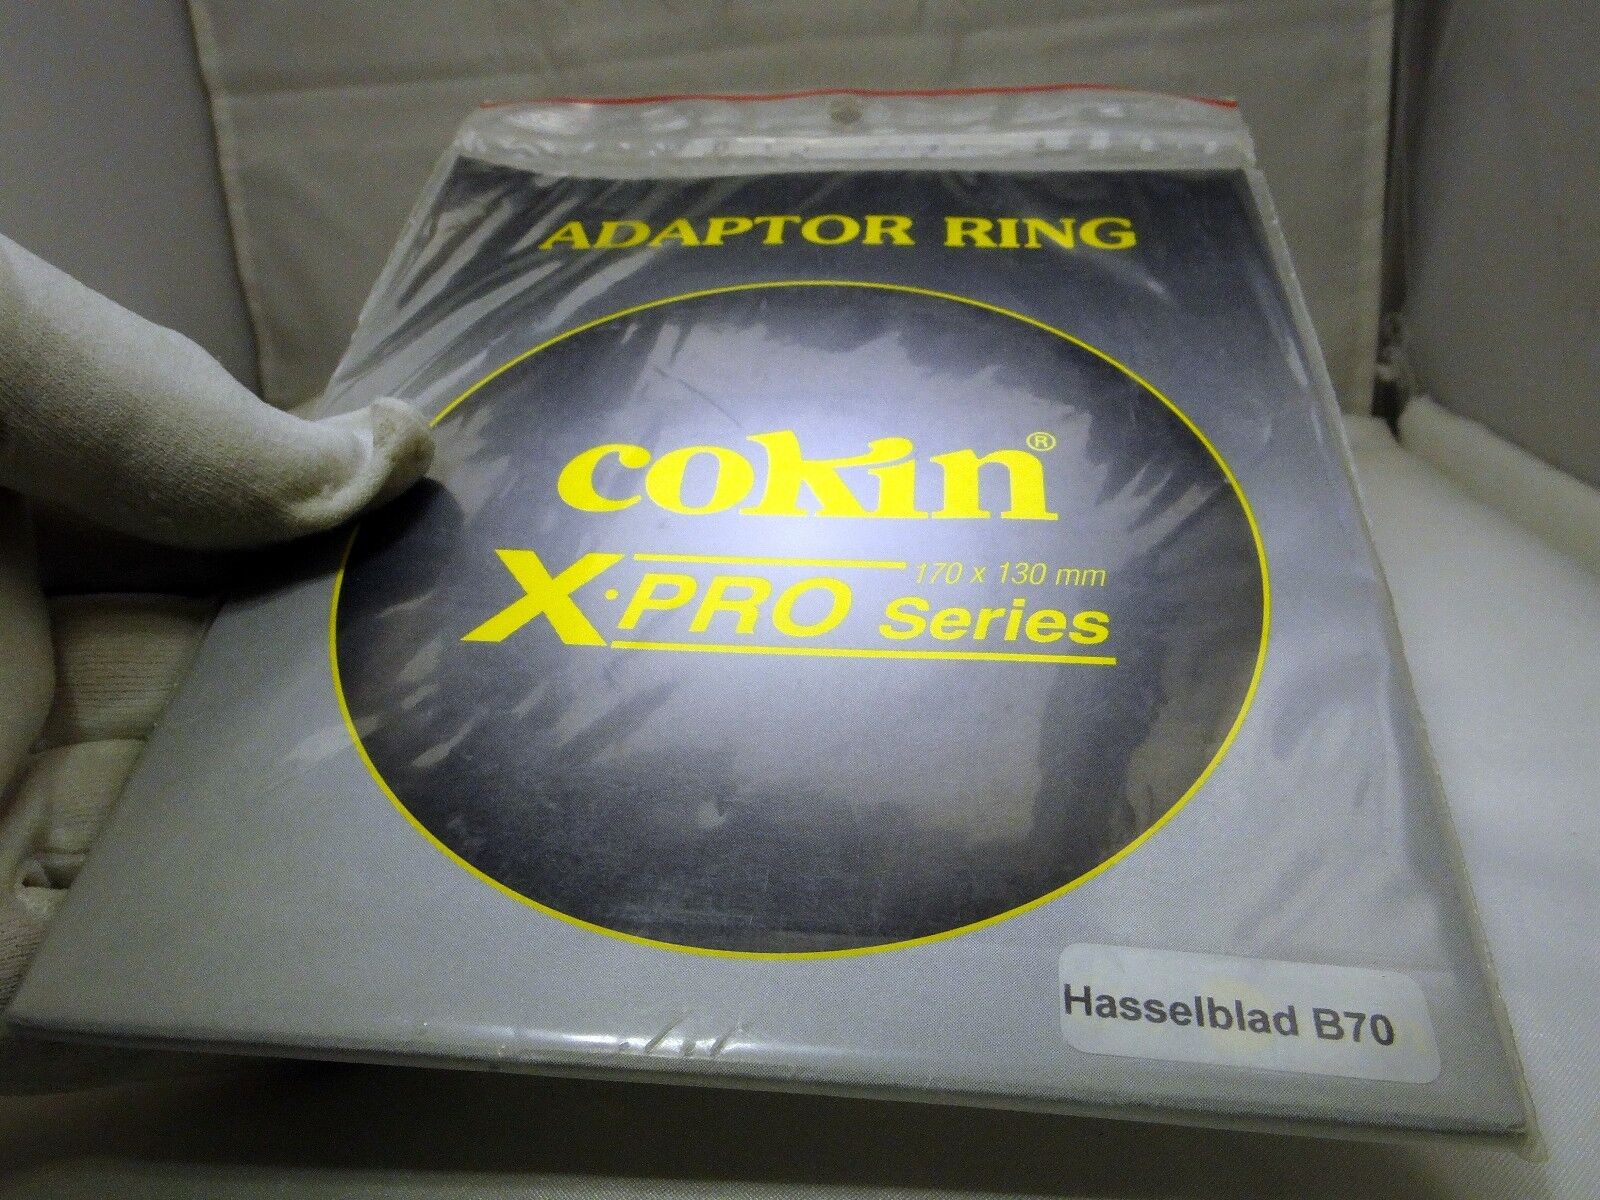 ADAPTOR RING
cokin®
X·PRO Series
170 x 130 mm
Hasselblad B70